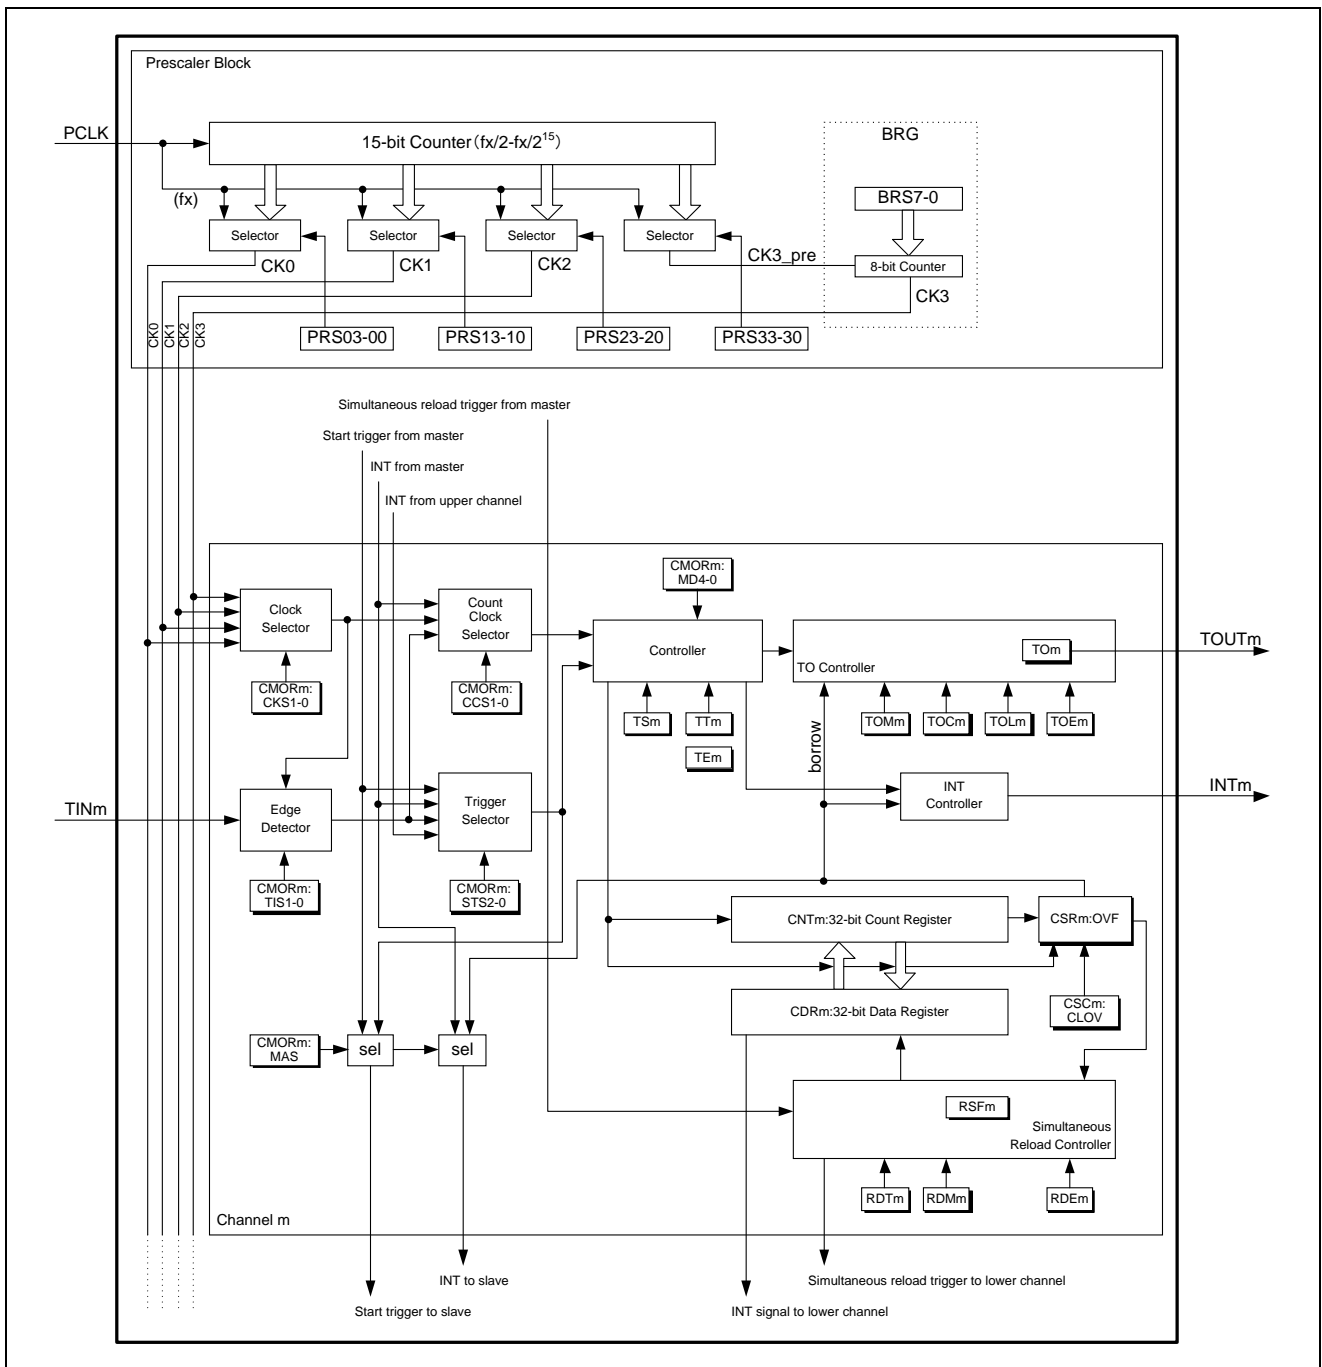 Prescaler Block
PCLK
15-bit Counter(fx/2-fx/2¹⁵)
BRG
(fx)
BRS7-0
Selector
Selector
Selector
Selector
8-bit Counter
CK0
CK1
CK2
CK3_pre
CK3
CK0
CK1
CK2
CK3
PRS03-00
PRS13-10
PRS23-20
PRS33-30
Simultaneous reload trigger from master
Start trigger from master
INT from master
INT from upper channel
CMORm:
MD4-0
Clock
Selector
Count
Clock
Selector
Controller
TO Controller
TOm
TOUTm
CMORm:
CKS1-0
CMORm:
CCS1-0
TSm
TTm
TEm
TOMm
TOCm
TOLm
TOEm
borrow
TINm
Edge
Detector
Trigger
Selector
INT
Controller
INTm
CMORm:
TIS1-0
CMORm:
STS2-0
CNTm:32-bit Count Register
CSRm:OVF
CDRm:32-bit Data Register
CSCm:
CLOV
CMORm:
MAS
sel
sel
RSFm
Simultaneous
Reload Controller
RDTm
RDMm
RDEm
Channel m
INT to slave
Simultaneous reload trigger to lower channel
Start trigger to slave
INT signal to lower channel